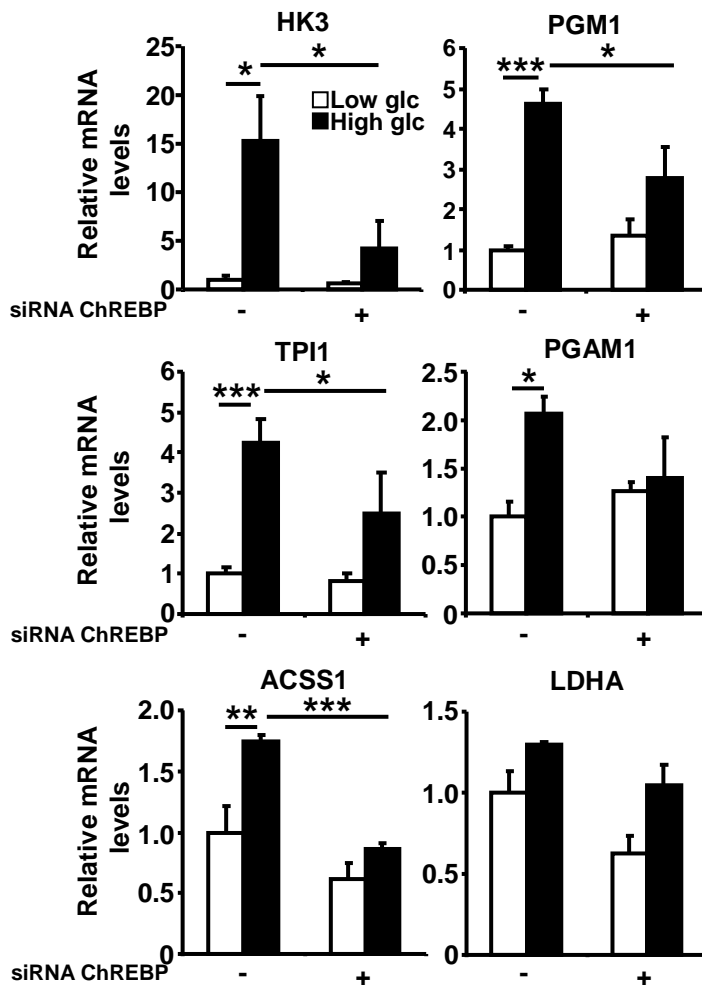 HK3
PGM1
Relative mRNA
levels
25
20
15
10
5
0
*
*
Low glc
High glc
6
5
4
3
2
1
0
***
*
siRNA ChREBP - +
- +
TPI1
PGAM1
Relative mRNA
levels
6
5
4
3
2
1
0
***
*
2.5
2.0
1.5
1.0
0.5
0
*
siRNA ChREBP - +
- +
ACSS1
LDHA
Relative mRNA
levels
2.0
1.5
1.0
0.5
0
**
***
1.5
1.0
0.5
0
siRNA ChREBP - +
- +